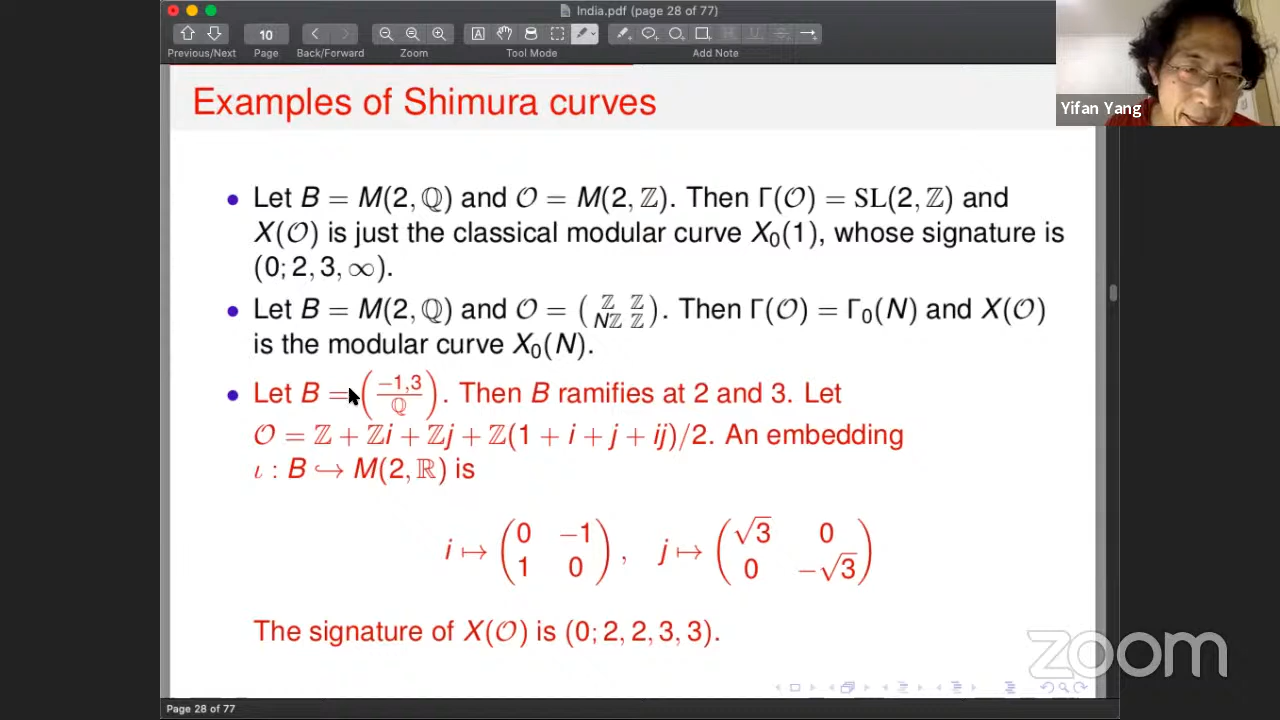 India.pdf (page 28 of 77)
10
Previous/Next Page Back/Forward Zoom Tool Mode Add Note
Yifan Yang
Examples of Shimura curves
• Let B = M(2, ℚ) and 𝒪 = M(2, ℤ). Then Γ(𝒪) = SL(2, ℤ) and
X(𝒪) is just the classical modular curve X₀(1), whose signature is
(0; 2, 3, ∞).
• Let B = M(2, ℚ) and 𝒪 = (ℤ ℤ; Nℤ ℤ). Then Γ(𝒪) = Γ₀(N) and X(𝒪)
is the modular curve X₀(N).
• Let B = (−1,3 / ℚ). Then B ramifies at 2 and 3. Let
𝒪 = ℤ + ℤi + ℤj + ℤ(1 + i + j + ij)/2. An embedding
ι : B ↪ M(2, ℝ) is
i ↦ (0 −1; 1 0), j ↦ (√3 0; 0 −√3)
The signature of X(𝒪) is (0; 2, 2, 3, 3).
zoom
Page 28 of 77